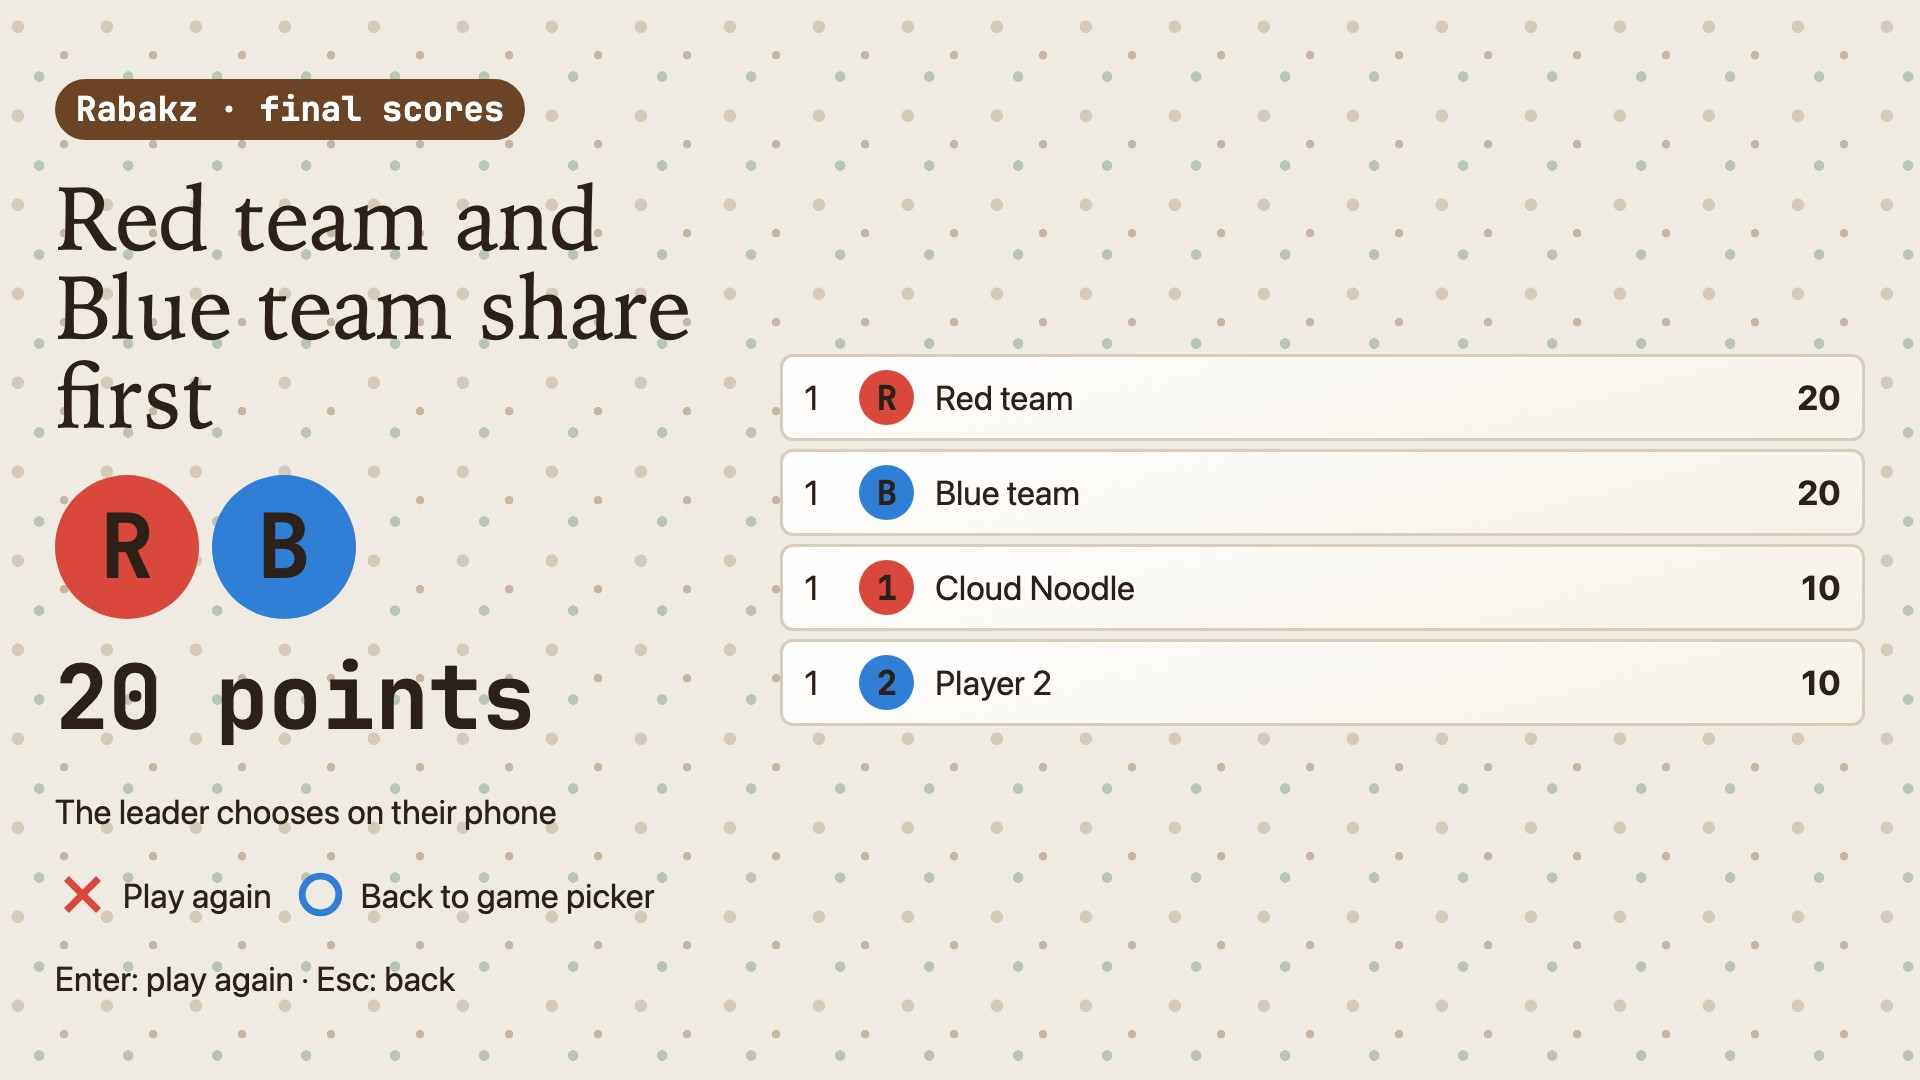 Rabakz · final scores
Red team and
Blue team share
first
R B
20 points
The leader chooses on their phone
Play again Back to game picker
Enter: play again · Esc: back
1 R Red team 20
1 B Blue team 20
1 1 Cloud Noodle 10
1 2 Player 2 10